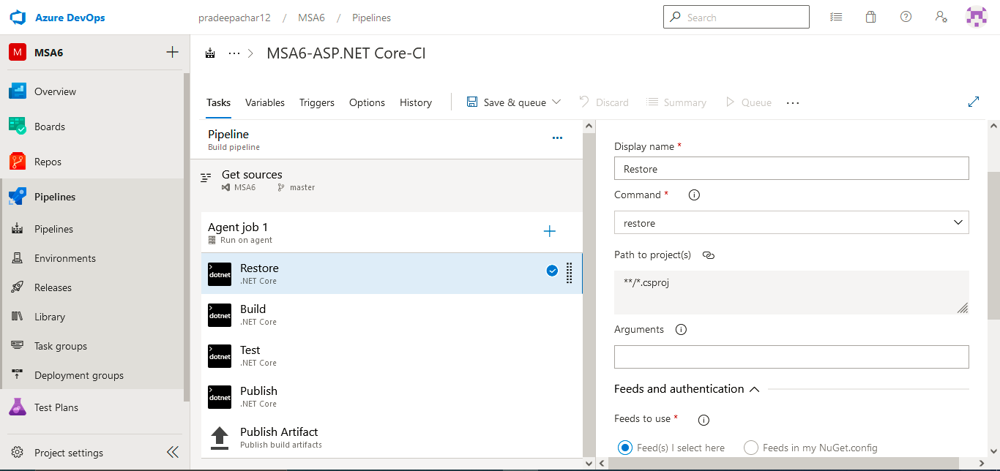 Azure DevOps
pradeepachar12 / MSA6 / Pipelines
Search
M MSA6
Overview
Boards
Repos
Pipelines
Pipelines
Environments
Releases
Library
Task groups
Deployment groups
Test Plans
Project settings
··· > MSA6-ASP.NET Core-CI
Tasks Variables Triggers Options History Save & queue Discard Summary Queue ···
Pipeline
Build pipeline
Get sources
MSA6 master
Agent job 1
Run on agent
dotnet
Restore
.NET Core
dotnet
Build
.NET Core
dotnet
Test
.NET Core
dotnet
Publish
.NET Core
Publish Artifact
Publish build artifacts
Display name *
Restore
Command *
restore
Path to project(s)
**/*.csproj
Arguments
Feeds and authentication
Feeds to use *
Feed(s) I select here Feeds in my NuGet.config